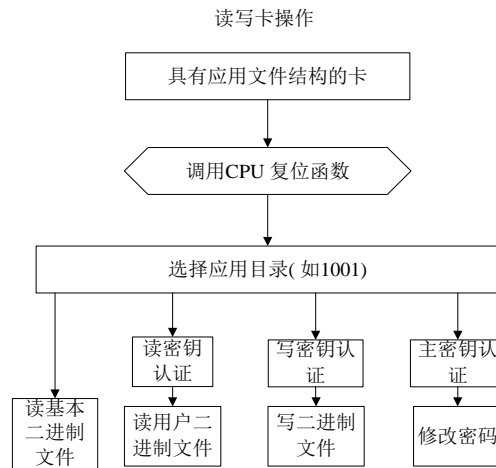 读写卡操作
具有应用文件结构的卡
调用CPU 复位函数
选择应用目录( 如1001)
读密钥
认证
写密钥认
证
主密钥认
证
读基本
二进制
文件
读用户二
进制文件
写二进制
文件
修改密码